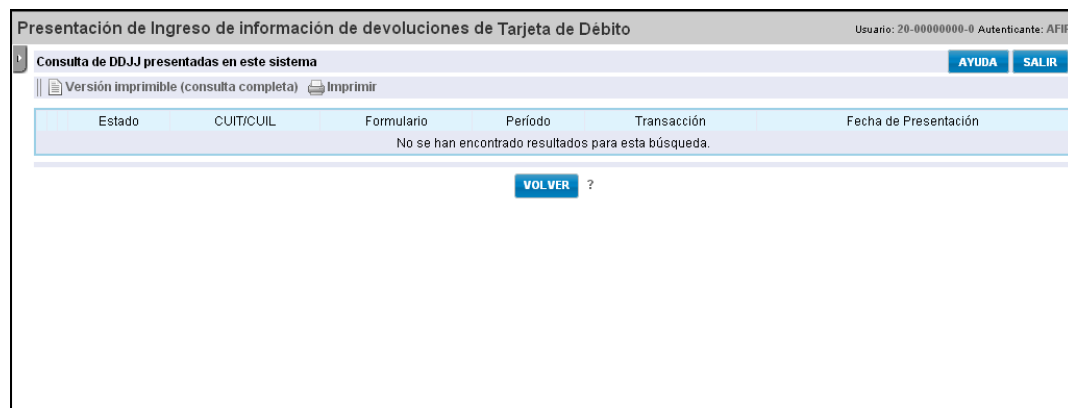 Presentación de Ingreso de información de devoluciones de Tarjeta de Débito
Usuario: 20-00000000-0 Autenticante: AFIP
Consulta de DDJJ presentadas en este sistema
AYUDA SALIR
Versión imprimible (consulta completa) Imprimir
Estado CUIT/CUIL Formulario Período Transacción Fecha de Presentación
No se han encontrado resultados para esta búsqueda.
VOLVER ?